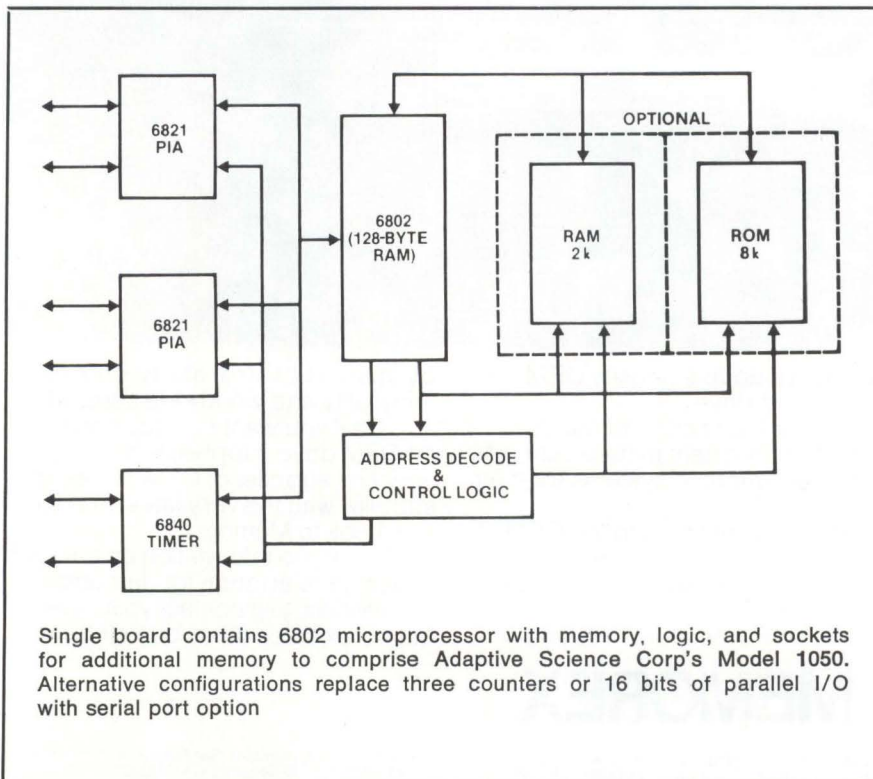 6821
PIA
6821
PIA
6840
TIMER
6802
(128-BYTE
RAM)
ADDRESS DECODE
&
CONTROL LOGIC
OPTIONAL
RAM
2 k
ROM
8 k
Single board contains 6802 microprocessor with memory, logic, and sockets
for additional memory to comprise Adaptive Science Corp's Model 1050.
Alternative configurations replace three counters or 16 bits of parallel I/O
with serial port option